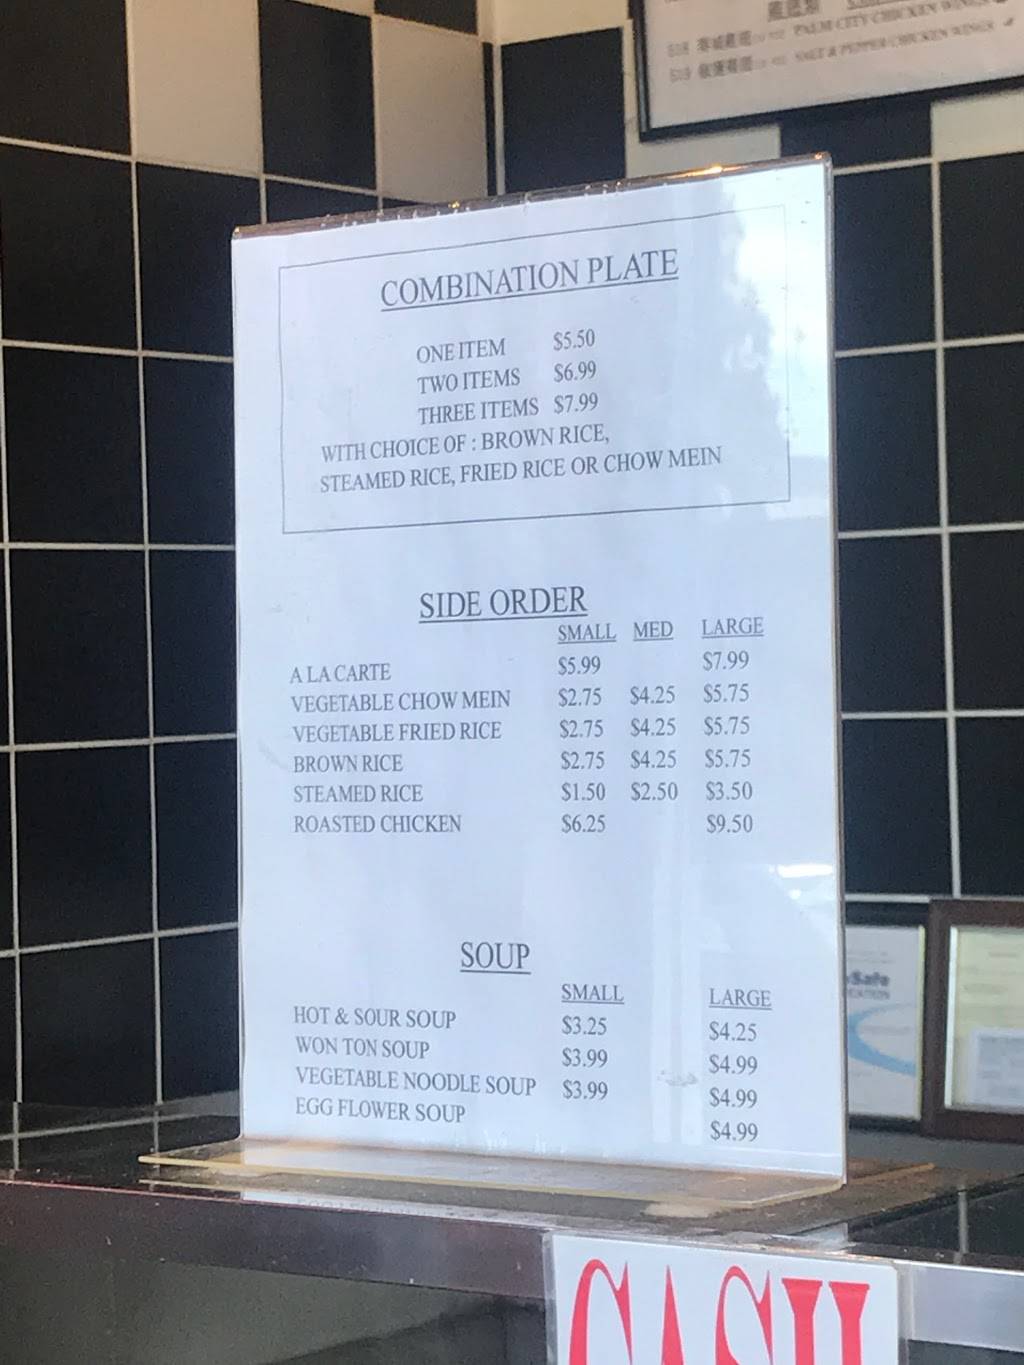 518 PALM CITY CHICKEN WINGS
519 SALT & PEPPER CHICKEN WINGS
COMBINATION PLATE
ONE ITEM $5.50
TWO ITEMS $6.99
THREE ITEMS $7.99
WITH CHOICE OF : BROWN RICE,
STEAMED RICE, FRIED RICE OR CHOW MEIN
SIDE ORDER
SMALL MED LARGE
A LA CARTE $5.99 $7.99
VEGETABLE CHOW MEIN $2.75 $4.25 $5.75
VEGETABLE FRIED RICE $2.75 $4.25 $5.75
BROWN RICE $2.75 $4.25 $5.75
STEAMED RICE $1.50 $2.50 $3.50
ROASTED CHICKEN $6.25 $9.50
SOUP
SMALL LARGE
HOT & SOUR SOUP $3.25 $4.25
WON TON SOUP $3.99 $4.99
VEGETABLE NOODLE SOUP $3.99 $4.99
EGG FLOWER SOUP $4.99
CASH